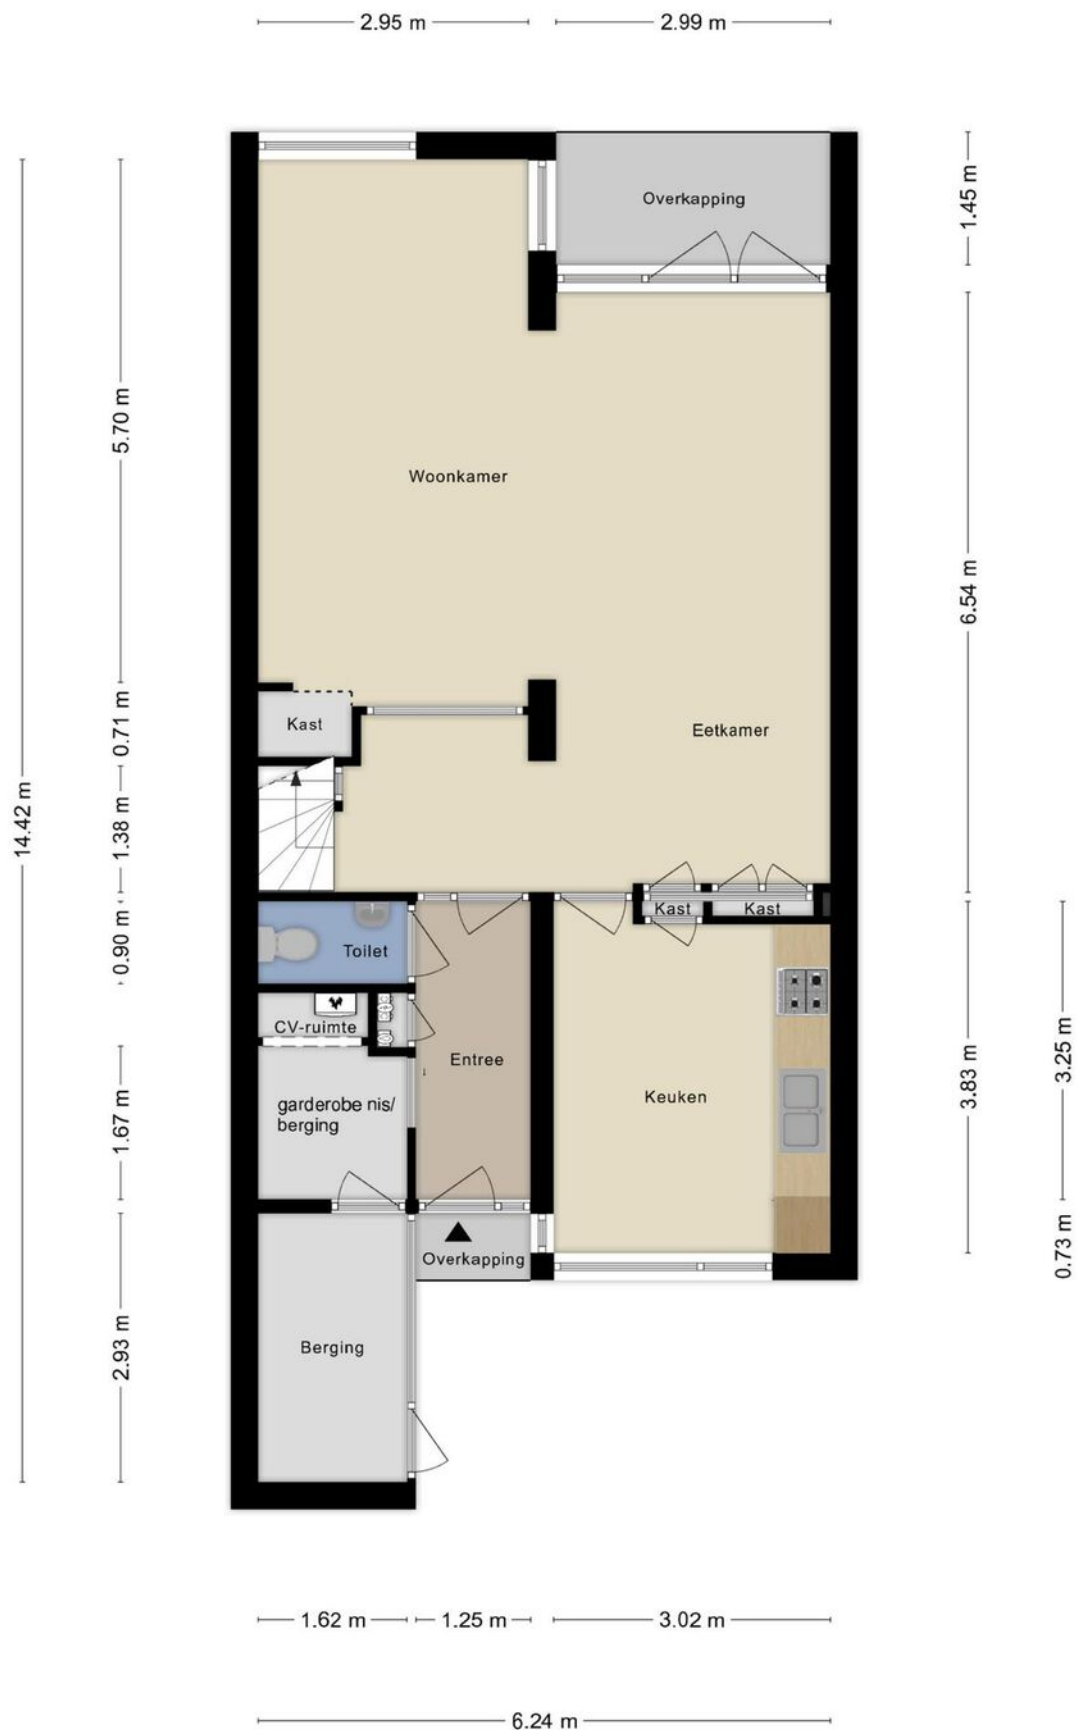 2.95 m
2.99 m
Overkapping
1.45 m
5.70 m
Woonkamer
6.54 m
0.71 m
Kast
Eetkamer
14.42 m
1.38 m
Kast
Kast
0.90 m
Toilet
CV-ruimte
Entree
3.25 m
3.83 m
Keuken
garderobe nis/
berging
1.67 m
Overkapping
0.73 m
Berging
2.93 m
1.62 m
1.25 m
3.02 m
6.24 m